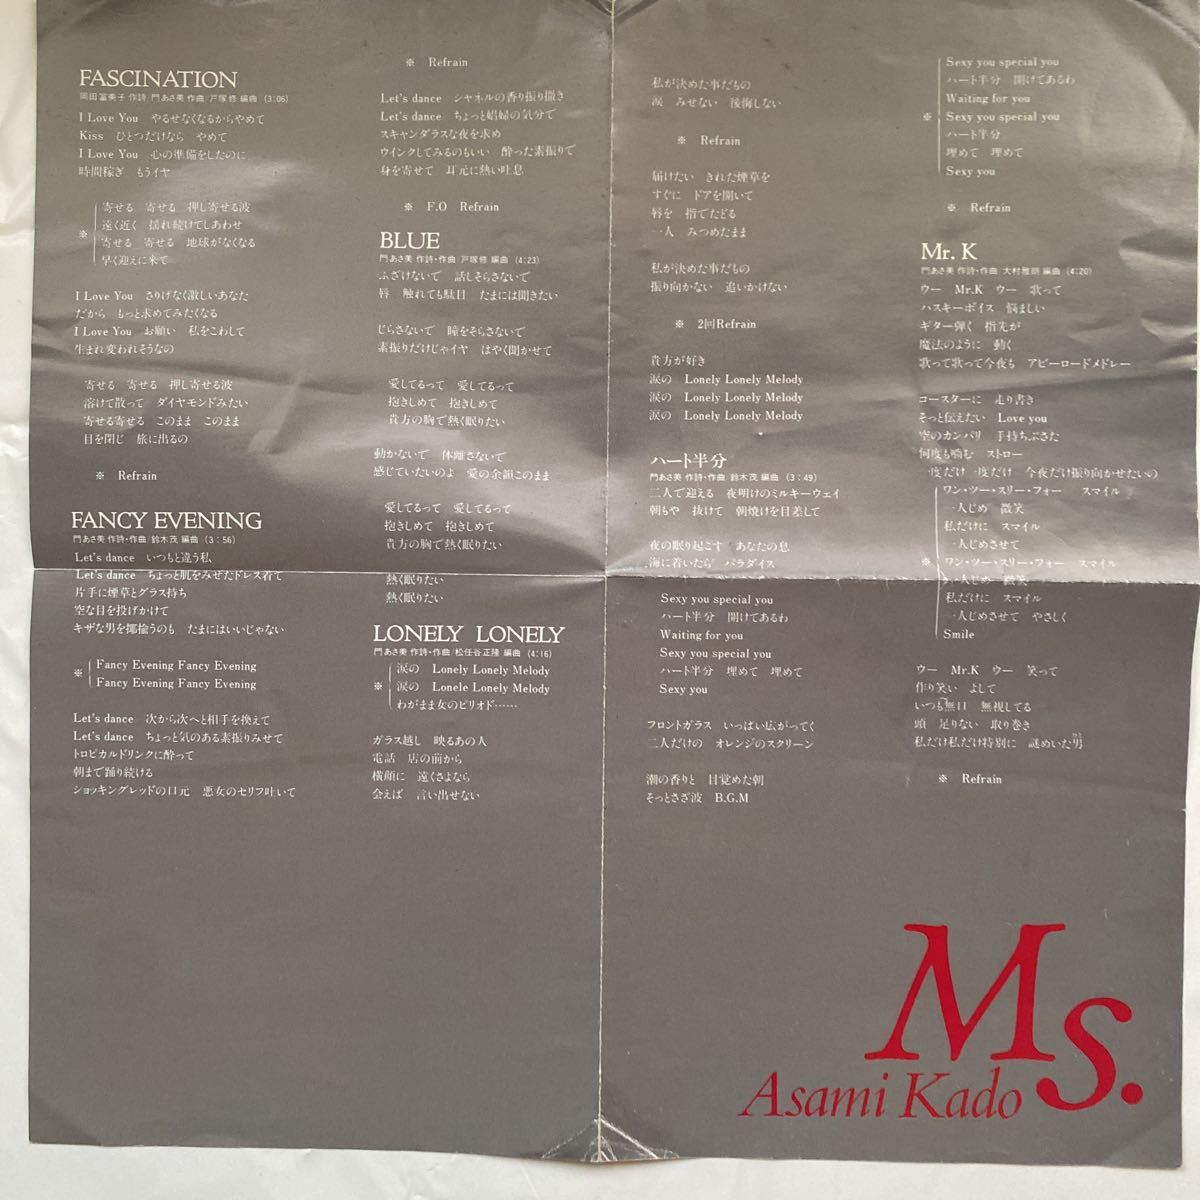 FASCINATION
岡田冨美子 作詩/門あさ美 作曲/戸塚修 編曲 (3:06)
I Love You やるせなくなるからやめて
Kiss ひとつだけなら やめて
I Love You 心の準備をしたのに
時間稼ぎ もうイヤ
寄せる 寄せる 押し寄せる波
遠く近く 揺れ続けてしあわせ
※
寄せる 寄せる 地球がなくなる
早く迎えに来て
I Love You さりげなく激しいあなた
だから もっと求めてみたくなる
I Love You お願い 私をこわして
生まれ変われそうなの
寄せる 寄せる 押し寄せる波
溶けて散って ダイヤモンドみたい
寄せる寄せる このまま このまま
目を閉じ 旅に出るの
※ Refrain
FANCY EVENING
門あさ美 作詩・作曲/鈴木茂 編曲 (3:56)
Let's dance いつもと違う私
Let's dance ちょっと肌をみせたドレス着て
片手に煙草とグラス持ち
空な目を投げかけて
キザな男を揶揄うのも たまにはいいじゃない
※
Fancy Evening Fancy Evening
Fancy Evening Fancy Evening
Let's dance 次から次へと相手を換えて
Let's dance ちょっと気のある素振りみせて
トロピカルドリンクに酔って
朝まで踊り続ける
ショッキングレッドの口元 悪女のセリフ吐いて
※ Refrain
Let's dance シャネルの香り振り撒き
Let's dance ちょっと娼婦の気分で
スキャンダラスな夜を求め
ウインクしてみるのもいい 酔った素振りで
身を寄せて 耳元に熱い吐息
※ F.O Refrain
BLUE
門あさ美 作詩・作曲/戸塚修 編曲 (4:23)
ふざけないで 話しそらさないで
唇 触れても駄目 たまには聞きたい
じらさないで 瞳をそらさないで
素振りだけじゃイヤ はやく聞かせて
愛してるって 愛してるって
抱きしめて 抱きしめて
貴方の胸で熱く眠りたい
動かないで 体離さないで
感じていたいのよ 愛の余韻このまま
愛してるって 愛してるって
抱きしめて 抱きしめて
貴方の胸で熱く眠りたい
熱く眠りたい
熱く眠りたい
LONELY LONELY
門あさ美 作詩・作曲/松任谷正隆 編曲 (4:16)
涙の Lonely Lonely Melody
※ 涙の Lonele Lonely Melody
わがまま女のピリオド……
ガラス越し 映るあの人
電話 店の前から
横顔に 遠くさよなら
会えば 言い出せない
私が決めた事だもの
涙 みせない 後悔しない
※ Refrain
届けたい きれた煙草を
すぐに ドアを開いて
唇を 指でたどる
一人 みつめたまま
私が決めた事だもの
振り向かない 追いかけない
※ 2回Refrain
貴方が好き
涙の Lonely Lonely Melody
涙の Lonely Lonely Melody
涙の Lonely Lonely Melody
ハート半分
門あさ美 作詩・作曲/鈴木茂 編曲 (3:49)
二人で迎える 夜明けのミルキーウェイ
朝もや 抜けて 朝焼けを目差して
夜の眠り起こす あなたの息
海に着いたら パラダイス
Sexy you special you
ハート半分 開けてあるわ
Waiting for you
Sexy you special you
ハート半分 埋めて 埋めて
Sexy you
フロントガラス いっぱい広がってく
二人だけの オレンジのスクリーン
潮の香りと 目覚めた朝
そっとさざ波 B.G.M
Sexy you special you
ハート半分 開けてあるわ
Waiting for you
※ Sexy you special you
ハート半分
埋めて 埋めて
Sexy you
※ Refrain
Mr. K
門あさ美 作詩・作曲 大村雅朗 編曲 (4:20)
ウー Mr.K ウー 歌って
ハスキーボイス 悩ましい
ギター弾く 指先が
魔法のように 動く
歌って歌って今夜も アビーロードメドレー
コースターに 走り書き
そっと伝えたい Love you
空のカンパリ 手持ちぶさた
何度も噛む ストロー
一度だけ 一度だけ 今夜だけ振り向かせたいの
ワン・ツー・スリー・フォー スマイル
一人じめ 微笑
私だけに スマイル
一人じめさせて
※ ワン・ツー・スリー・フォー スマイル
一人じめ 微笑
私だけに スマイル
一人じめさせて やさしく
Smile
ウー Mr.K ウー 笑って
作り笑い よして
いつも無口 無視してる
頭 足りない 取り巻き
私だけ私だけ特別に 謎めいた男
※ Refrain
Ms.
Asami Kado